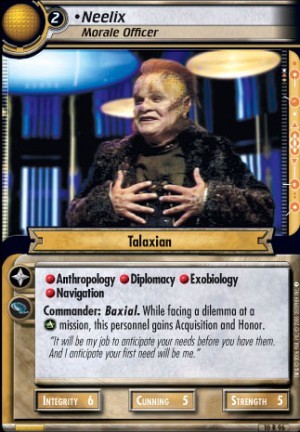 2 •Neelix
Morale Officer
Talaxian
Anthropology Diplomacy Exobiology
Navigation
Commander: Baxial. While facing a dilemma at a
mission, this personnel gains Acquisition and Honor.
"It will be my job to anticipate your needs before you have them.
And I anticipate your first need will be me."
INTEGRITY 6 CUNNING 5 STRENGTH 5
10 R 96